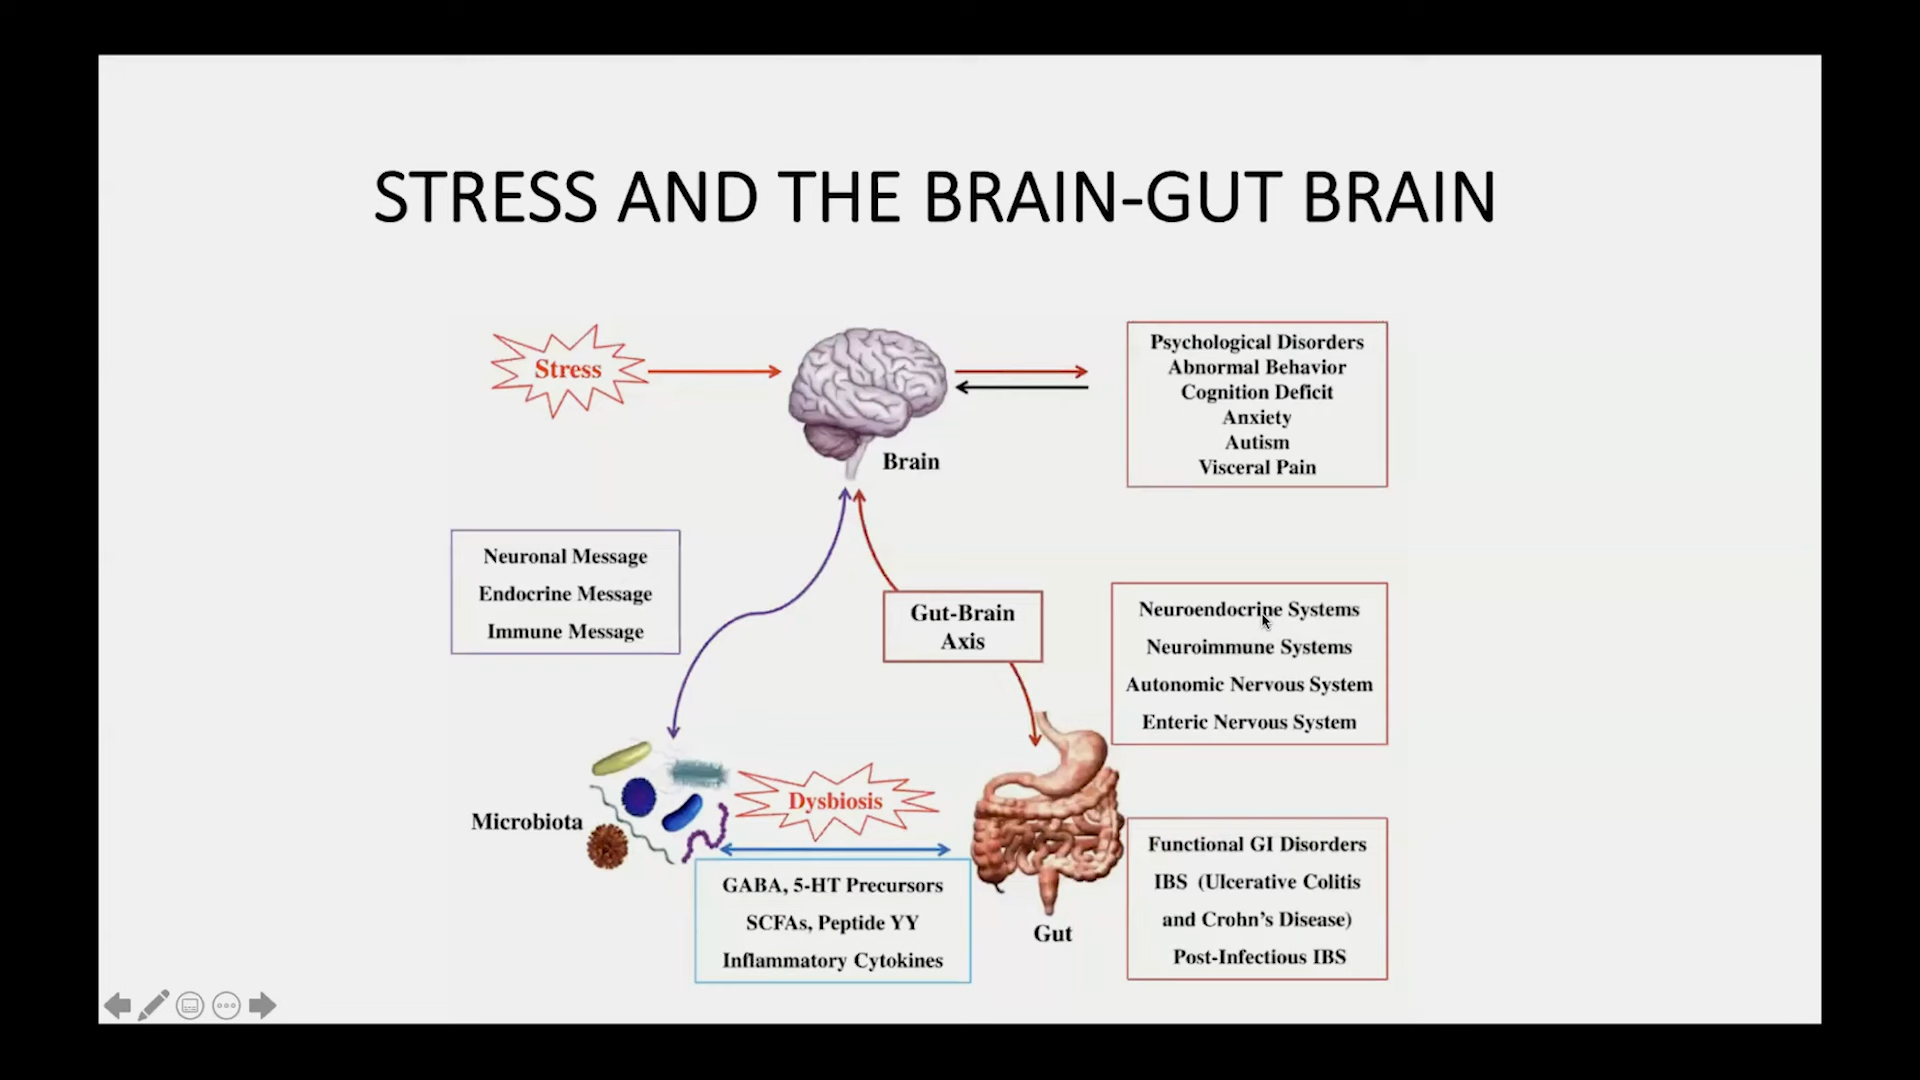 STRESS AND THE BRAIN-GUT BRAIN
Stress
Brain
Psychological Disorders
Abnormal Behavior
Cognition Deficit
Anxiety
Autism
Visceral Pain
Neuronal Message
Endocrine Message
Immune Message
Gut-Brain
Axis
Neuroendocrine Systems
Neuroimmune Systems
Autonomic Nervous System
Enteric Nervous System
Microbiota
Dysbiosis
GABA, 5-HT Precursors
SCFAs, Peptide YY
Inflammatory Cytokines
Gut
Functional GI Disorders
IBS (Ulcerative Colitis
and Crohn's Disease)
Post-Infectious IBS